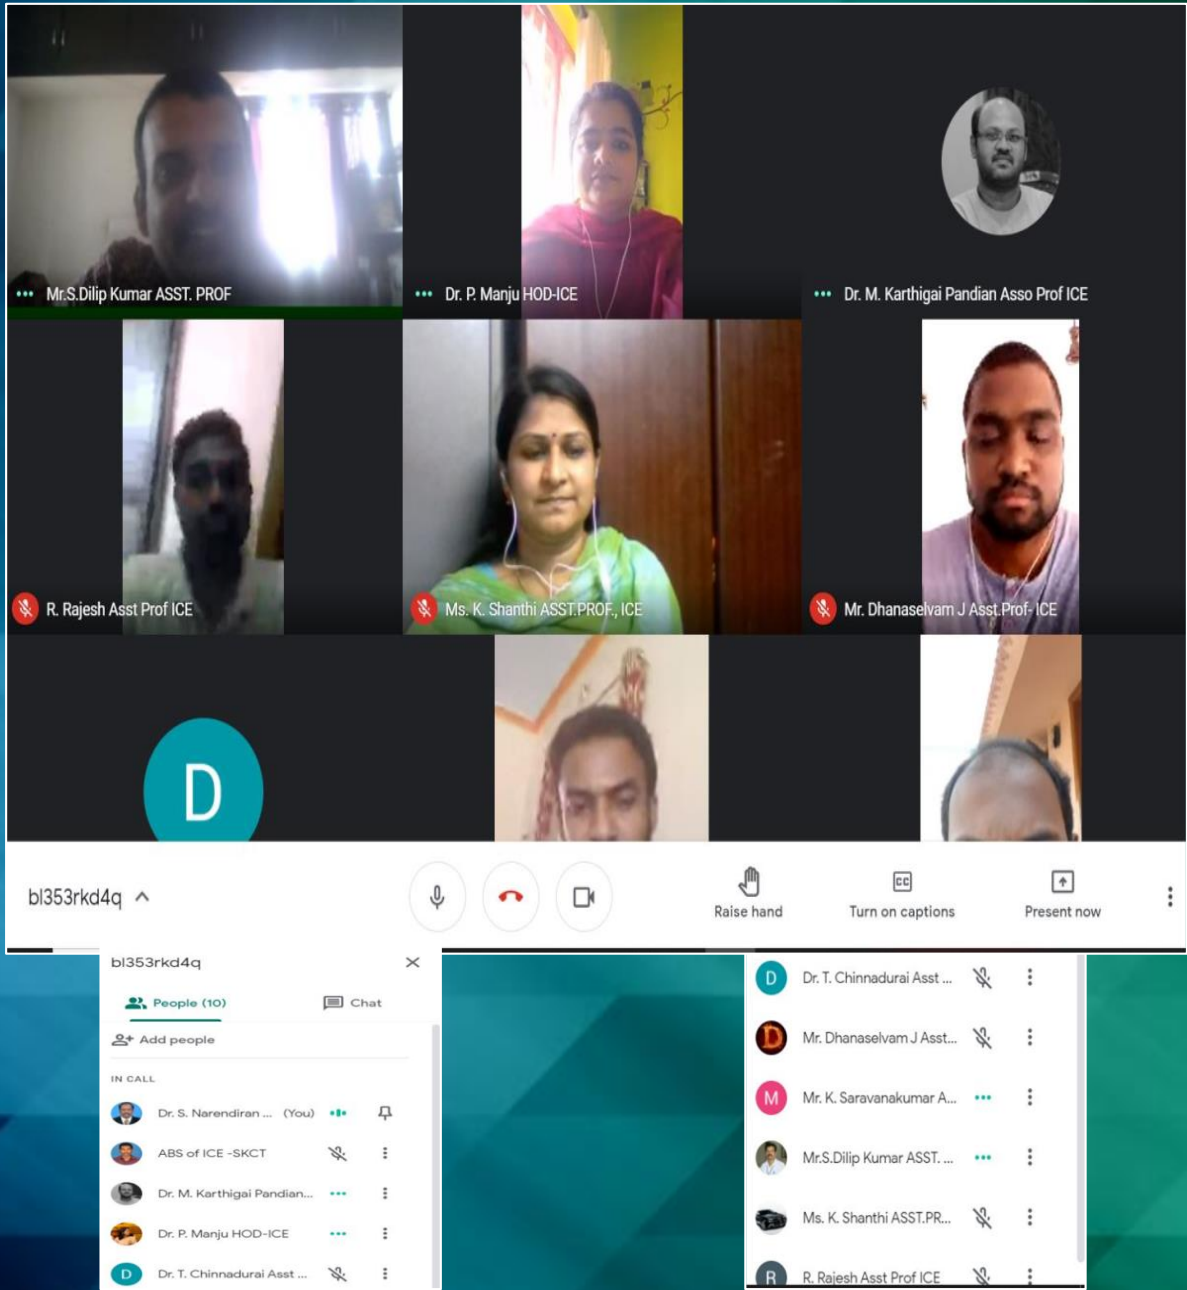 Mr.S.Dilip Kumar ASST. PROF
Dr. P. Manju HOD-ICE
Dr. M. Karthigai Pandian Asso Prof ICE
R. Rajesh Asst Prof ICE
Ms. K. Shanthi ASST.PROF., ICE
Mr. Dhanaselvam J Asst.Prof- ICE
D
bl353rkd4q
Raise hand
Turn on captions
Present now
bl353rkd4q
People (10)
Chat
Add people
IN CALL
Dr. S. Narendiran ... (You)
ABS of ICE -SKCT
Dr. M. Karthigai Pandian...
Dr. P. Manju HOD-ICE
D Dr. T. Chinnadurai Asst ...
D Dr. T. Chinnadurai Asst ...
D Mr. Dhanaselvam J Asst...
M Mr. K. Saravanakumar A...
Mr.S.Dilip Kumar ASST. ...
Ms. K. Shanthi ASST.PR...
R R. Rajesh Asst Prof ICE